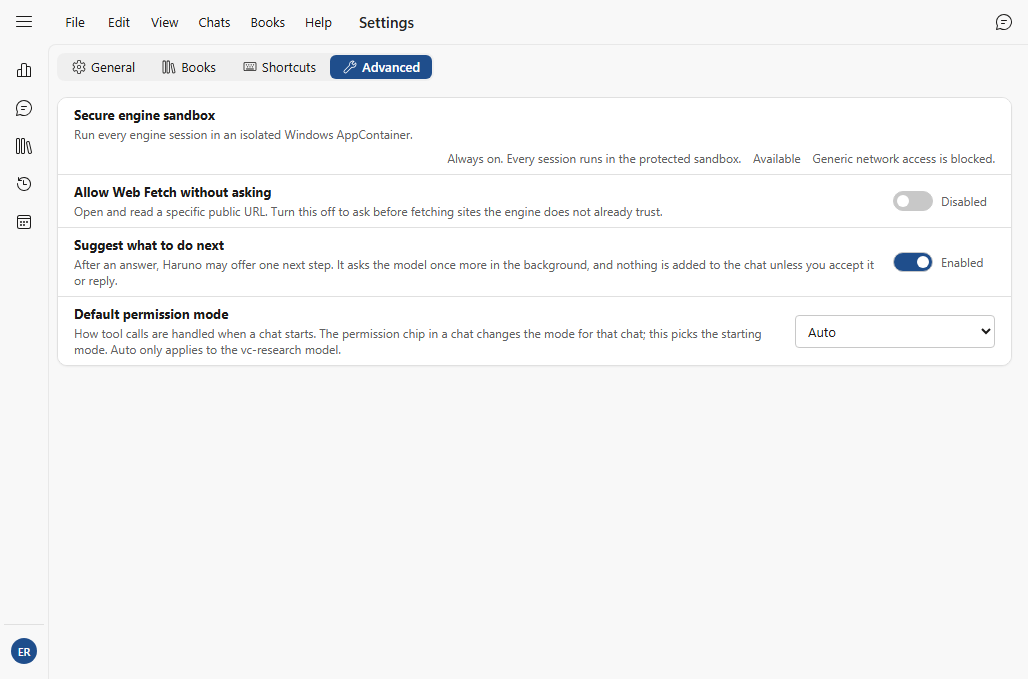 File Edit View Chats Books Help Settings
General Books Shortcuts Advanced
Secure engine sandbox
Run every engine session in an isolated Windows AppContainer.
Always on. Every session runs in the protected sandbox. Available Generic network access is blocked.
Allow Web Fetch without asking
Open and read a specific public URL. Turn this off to ask before fetching sites the engine does not already trust.
Disabled
Suggest what to do next
After an answer, Haruno may offer one next step. It asks the model once more in the background, and nothing is added to the chat unless you accept it
or reply.
Enabled
Default permission mode
How tool calls are handled when a chat starts. The permission chip in a chat changes the mode for that chat; this picks the starting
mode. Auto only applies to the vc-research model.
Auto
ER